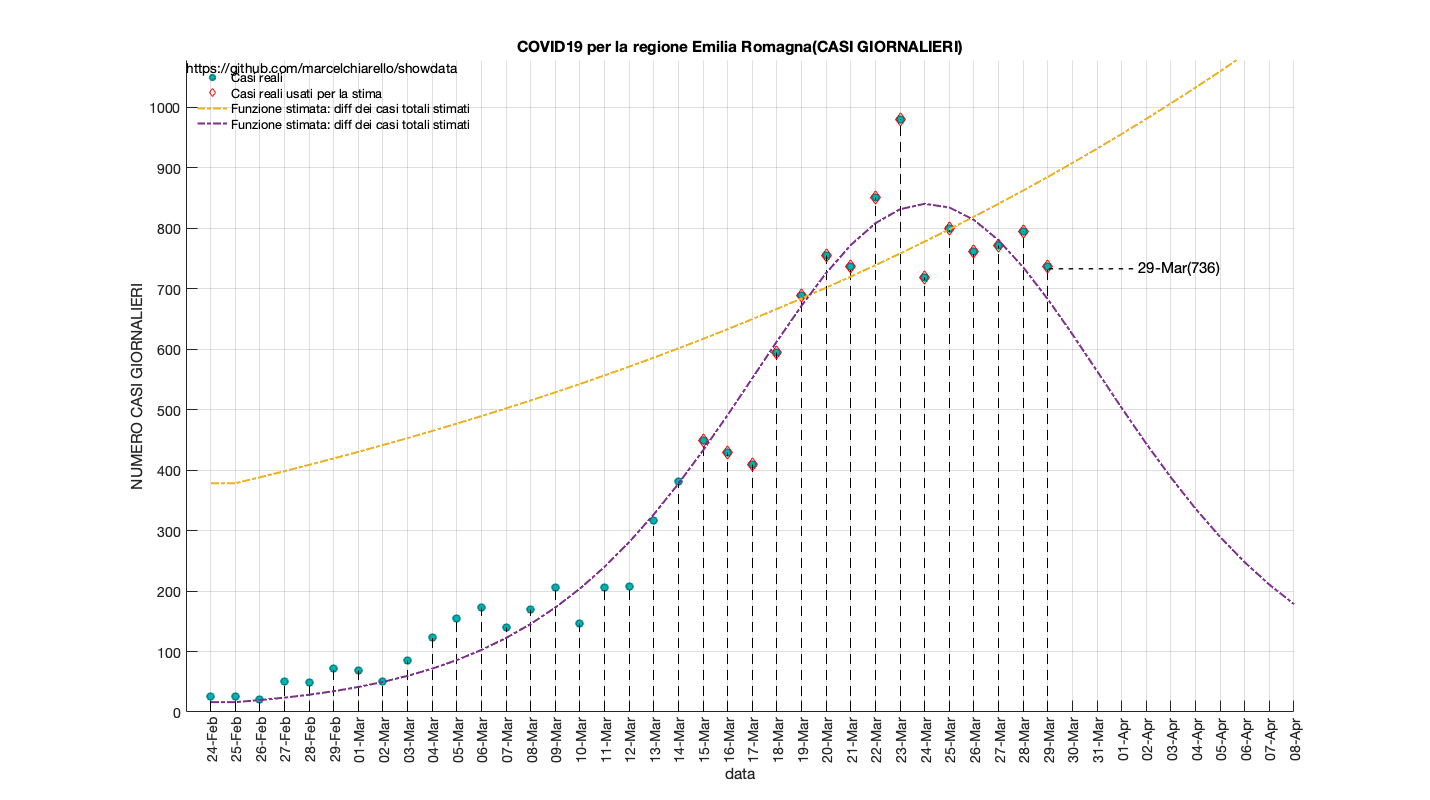 COVID19 per la regione Emilia Romagna(CASI GIORNALIERI)
https://github.com/marcelchiarello/showdata
Casi reali
Casi reali usati per la stima
Funzione stimata: diff dei casi totali stimati
Funzione stimata: diff dei casi totali stimati
NUMERO CASI GIORNALIERI
1000
900
800
700
600
500
400
300
200
100
0
29-Mar(736)
24-Feb
25-Feb
26-Feb
27-Feb
28-Feb
29-Feb
01-Mar
02-Mar
03-Mar
04-Mar
05-Mar
06-Mar
07-Mar
08-Mar
09-Mar
10-Mar
11-Mar
12-Mar
13-Mar
14-Mar
15-Mar
16-Mar
17-Mar
18-Mar
19-Mar
20-Mar
21-Mar
22-Mar
23-Mar
24-Mar
25-Mar
26-Mar
27-Mar
28-Mar
29-Mar
30-Mar
31-Mar
01-Apr
02-Apr
03-Apr
04-Apr
05-Apr
06-Apr
07-Apr
08-Apr
data